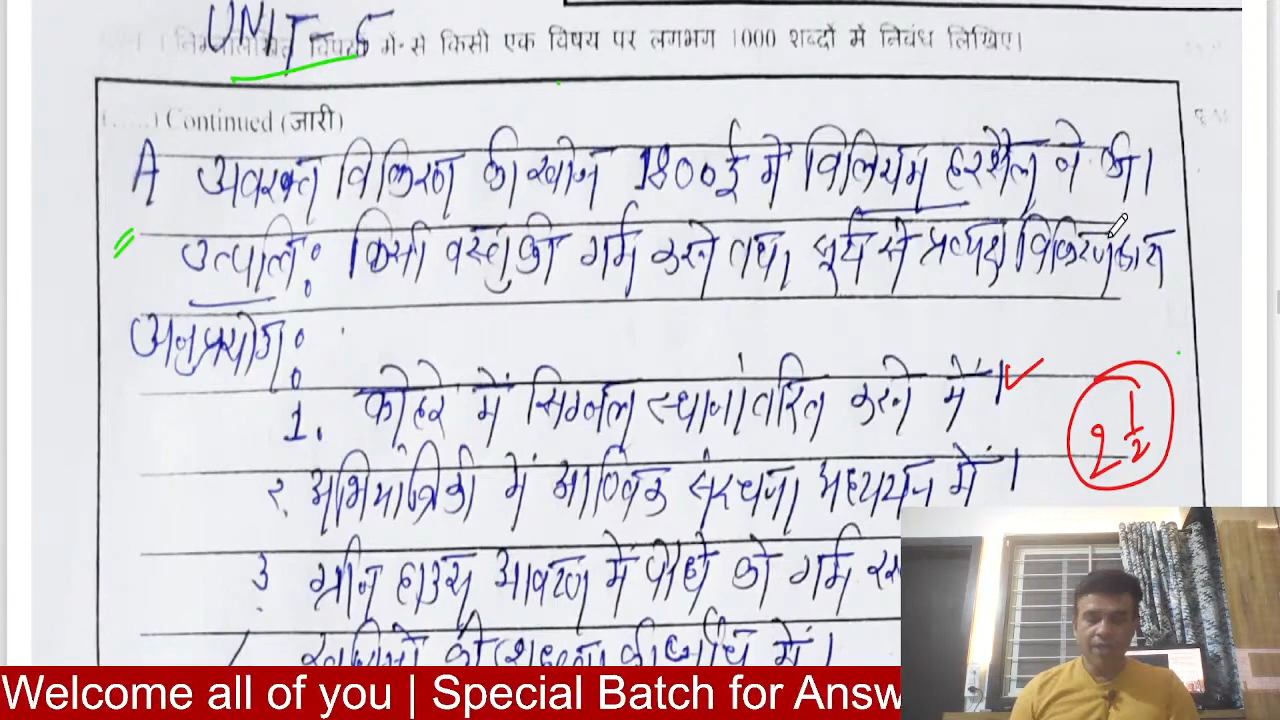 UNIT - 5
निम्नलिखित विषयों में से किसी एक विषय पर लगभग 1000 शब्दों में निबंध लिखिए।
Continued (जारी)
A अवरक्त विकिरण की खोज 1800ई में विलियम हरशैल ने की।
उत्पत्ति: किसी वस्तु को गर्म करने तथा सूर्य से प्रत्यक्ष विकिरण
अनुप्रयोग:
1. कोहरे में सिग्नल स्थानांतरित करने में।
2. अभियांत्रिकी में आण्विक संरचना अध्ययन में।
2 1/2
3. ग्रीन हाउस आवरण में पौधे को गर्म
Welcome all of you | Special Batch for Answ